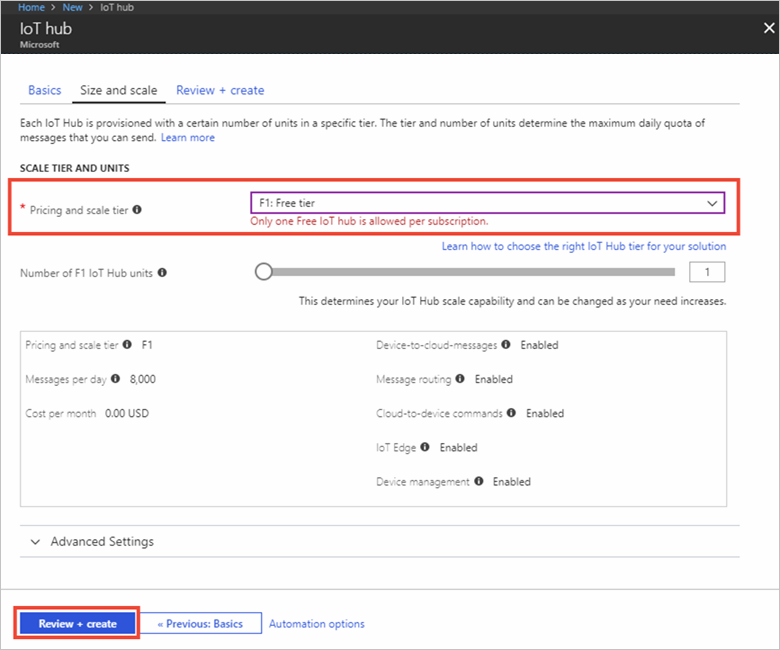 Home > New > IoT hub
IoT hub
Microsoft
Basics Size and scale Review + create
Each IoT Hub is provisioned with a certain number of units in a specific tier. The tier and number of units determine the maximum daily quota of
messages that you can send. Learn more
SCALE TIER AND UNITS
* Pricing and scale tier F1: Free tier
Only one Free IoT hub is allowed per subscription.
Learn how to choose the right IoT Hub tier for your solution
Number of F1 IoT Hub units 1
This determines your IoT Hub scale capability and can be changed as your need increases.
Pricing and scale tier F1
Messages per day 8,000
Cost per month 0.00 USD
Device-to-cloud-messages Enabled
Message routing Enabled
Cloud-to-device commands Enabled
IoT Edge Enabled
Device management Enabled
Advanced Settings
Review + create « Previous: Basics Automation options